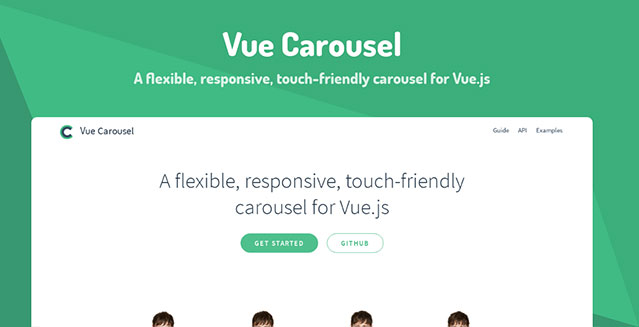 Vue Carousel
A flexible, responsive, touch-friendly carousel for Vue.js
Vue Carousel
Guide API Examples
A flexible, responsive, touch-friendly
carousel for Vue.js
GET STARTED GITHUB